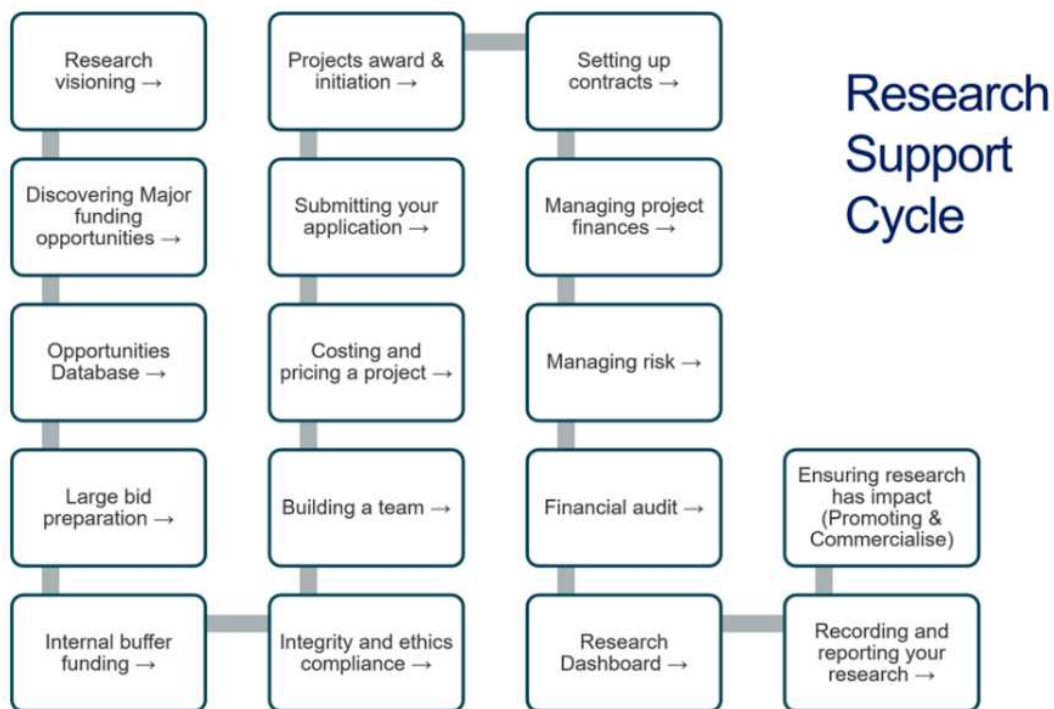 Research
visioning →
Discovering Major
funding
opportunities →
Opportunities
Database →
Large bid
preparation →
Internal buffer
funding →
Integrity and ethics
compliance →
Building a team →
Costing and
pricing a project →
Submitting your
application →
Projects award &
initiation →
Setting up
contracts →
Managing project
finances →
Managing risk →
Financial audit →
Research
Dashboard →
Recording and
reporting your
research →
Ensuring research
has impact
(Promoting &
Commercialise)
Research
Support
Cycle